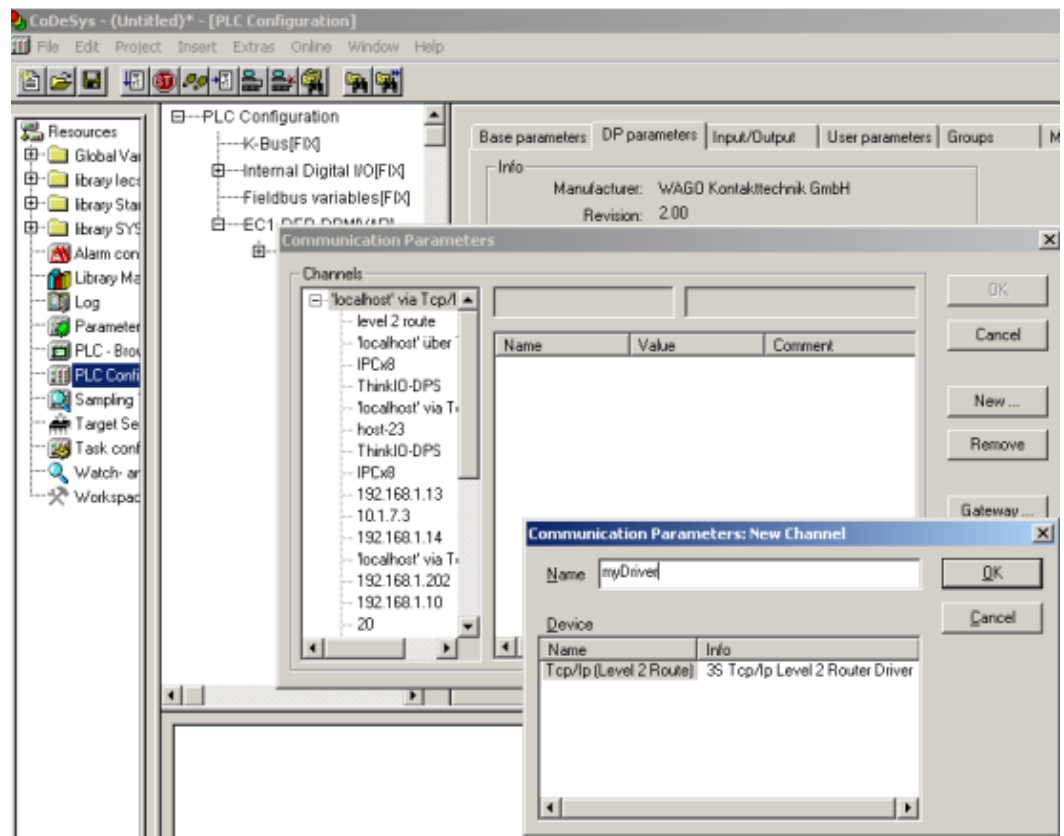 CoDeSys - (Untitled)* - [PLC Configuration]
File Edit Project Insert Extras Online Window Help
Resources
Global Var
library Iecs
library Star
library SYS
Alarm con
Library Ma
Log
Parameter
PLC - Brow
PLC Confi
Sampling
Target Se
Task conf
Watch- ar
Workspac
PLC Configuration
K-Bus[FIX]
Internal Digital I/O[FIX]
Fieldbus variables[FIX]
Base parameters DP parameters Input/Output User parameters Groups M
Info
Manufacturer: WAGO Kontakttechnik GmbH
Revision: 2.00
Communication Parameters
Channels
'localhost' via Tcp/I
level 2 route
'localhost' über
IPCx8
ThinkIO-DPS
'localhost' via T
host-23
ThinkIO-DPS
IPCx8
192.168.1.13
10.1.7.3
192.168.1.14
'localhost' via T
192.168.1.202
192.168.1.10
20
Name Value Comment
OK
Cancel
New ...
Remove
Gateway ...
Communication Parameters: New Channel
Name myDriver
OK
Cancel
Device
Name Info
Tcp/Ip (Level 2 Route) 3S Tcp/Ip Level 2 Router Driver